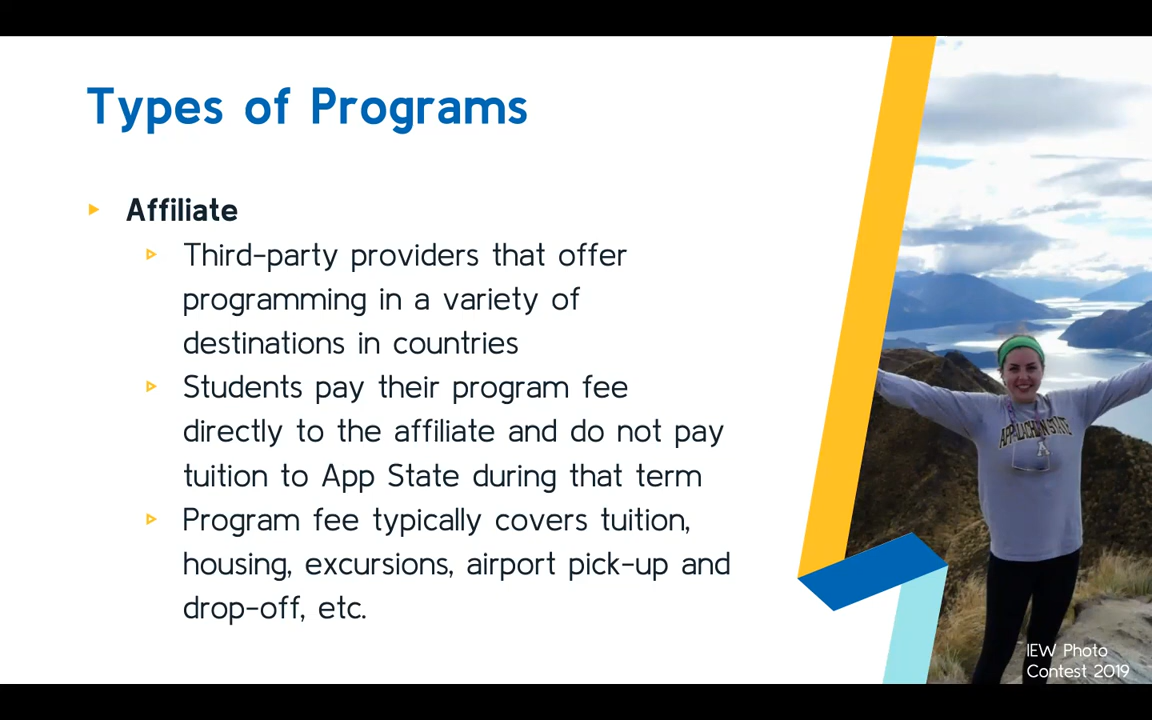 Types of Programs
Affiliate
Third-party providers that offer
programming in a variety of
destinations in countries
Students pay their program fee
directly to the affiliate and do not pay
tuition to App State during that term
Program fee typically covers tuition,
housing, excursions, airport pick-up and
drop-off, etc.
APPALACHIAN STATE
A
IEW Photo
Contest 2019